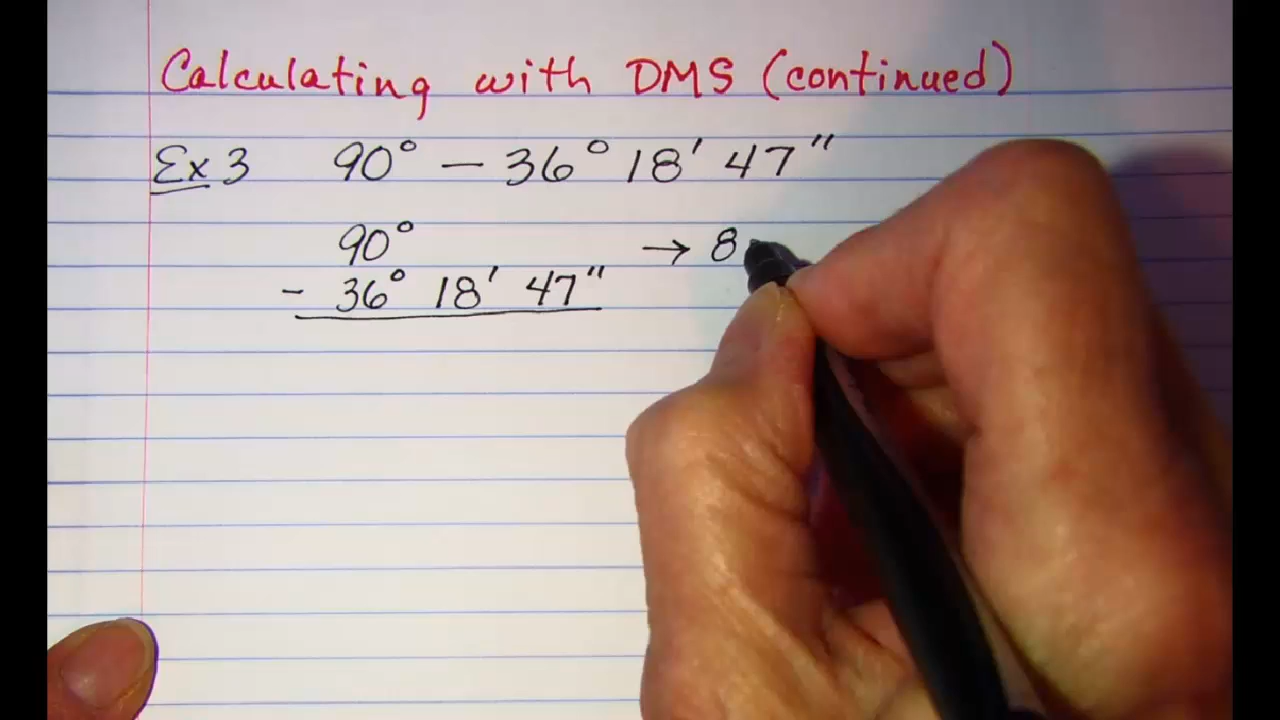 Calculating with DMS (continued)
Ex 3 90° – 36° 18' 47"
90° → 8
- 36° 18' 47"